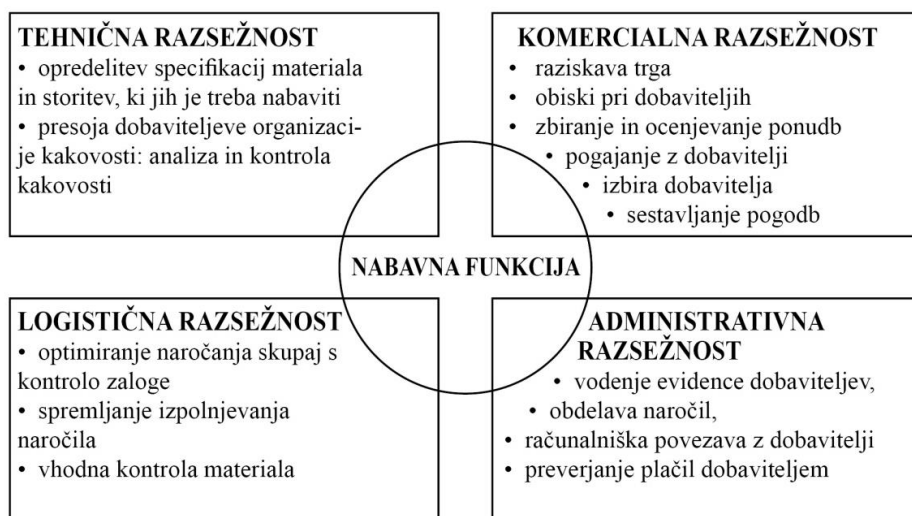 TEHNIČNA RAZSEŽNOST
• opredelitev specifikacij materiala
in storitev, ki jih je treba nabaviti
• presoja dobaviteljeve organizaci-
je kakovosti: analiza in kontrola
kakovosti
KOMERCIALNA RAZSEŽNOST
• raziskava trga
• obiski pri dobaviteljih
• zbiranje in ocenjevanje ponudb
• pogajanje z dobavitelji
• izbira dobavitelja
• sestavljanje pogodb
NABAVNA FUNKCIJA
LOGISTIČNA RAZSEŽNOST
• optimiranje naročanja skupaj s
kontrolo zaloge
• spremljanje izpolnjevanja
naročila
• vhodna kontrola materiala
ADMINISTRATIVNA
RAZSEŽNOST
• vodenje evidence dobaviteljev,
• obdelava naročil,
• računalniška povezava z dobavitelji
• preverjanje plačil dobaviteljem